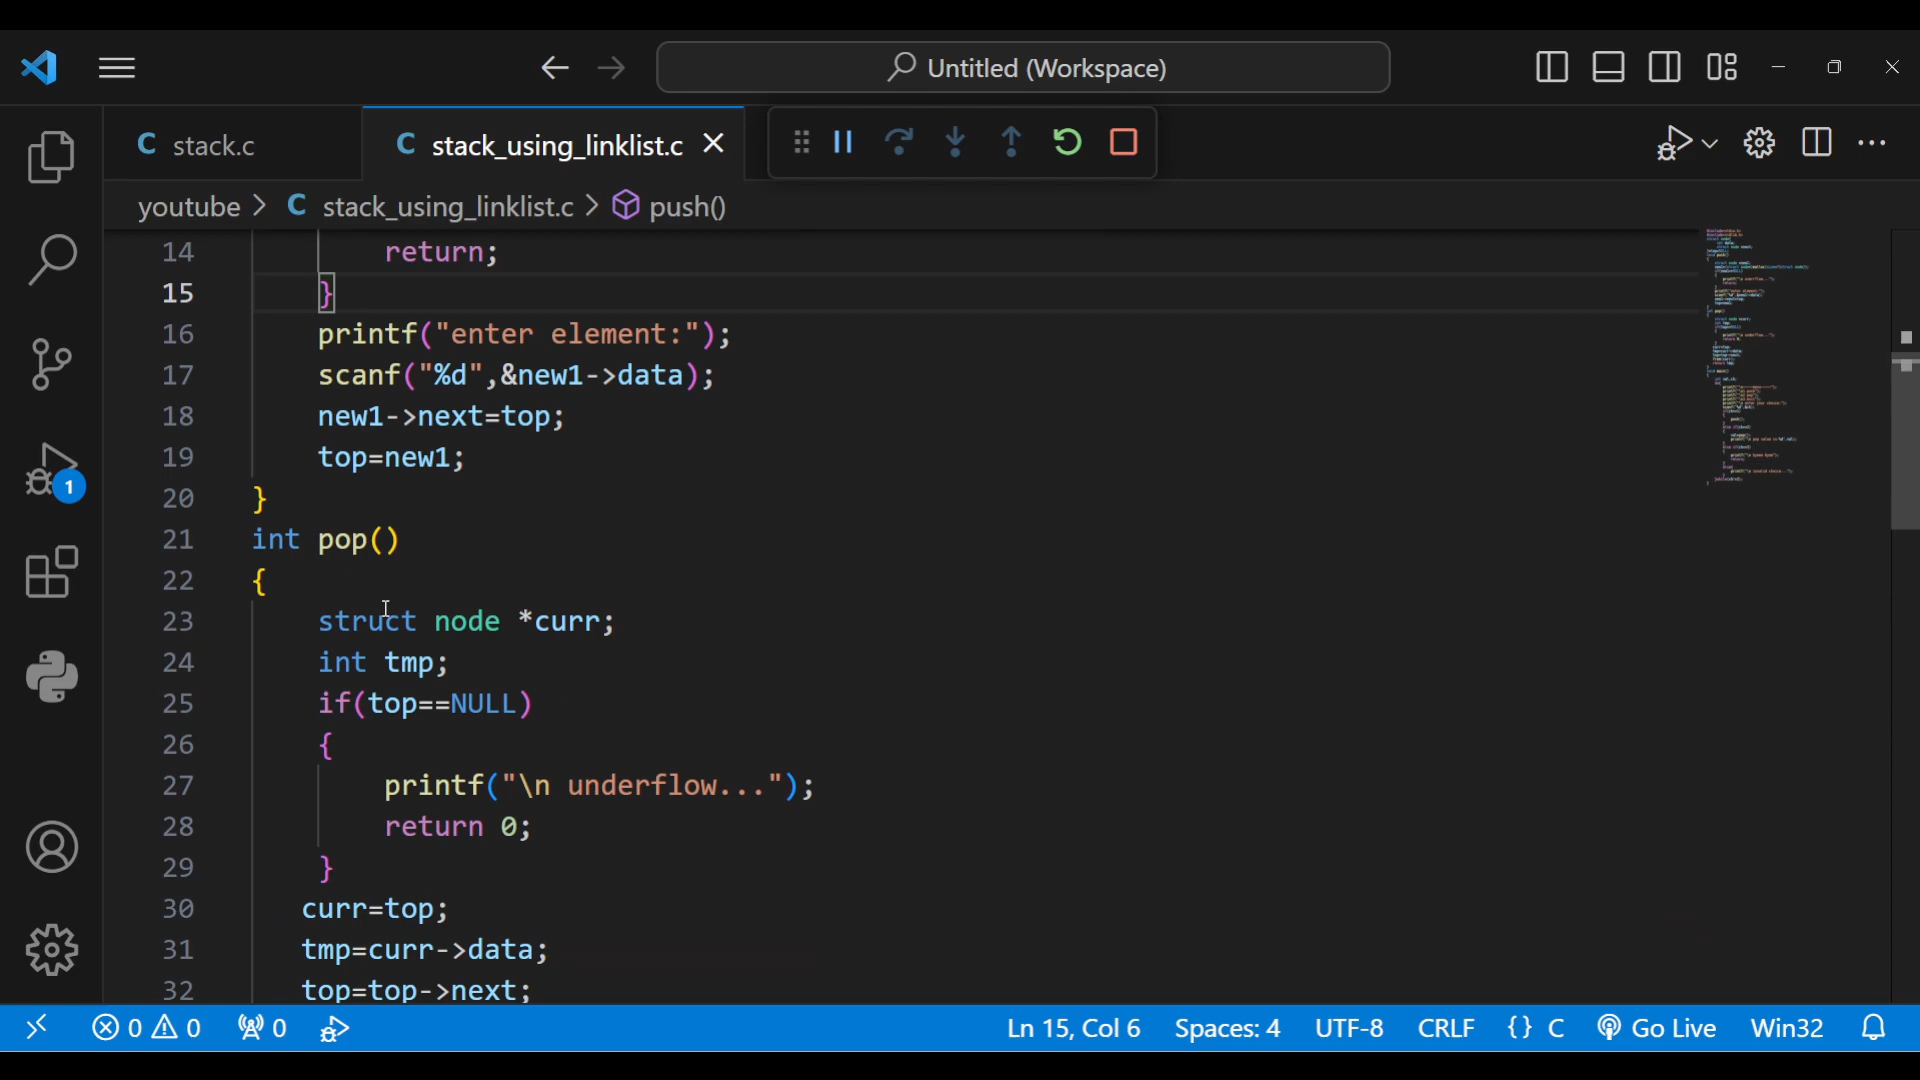 Untitled (Workspace)
C stack.c
C stack_using_linklist.c
youtube > C stack_using_linklist.c > push()
14 return;
15 }
16 printf("enter element:");
17 scanf("%d",&new1->data);
18 new1->next=top;
19 top=new1;
20 }
21 int pop()
22 {
23 struct node *curr;
24 int tmp;
25 if(top==NULL)
26 {
27 printf("\n underflow...");
28 return 0;
29 }
30 curr=top;
31 tmp=curr->data;
32 top=top->next;
1
0 0 0 Ln 15, Col 6 Spaces: 4 UTF-8 CRLF {} C Go Live Win32